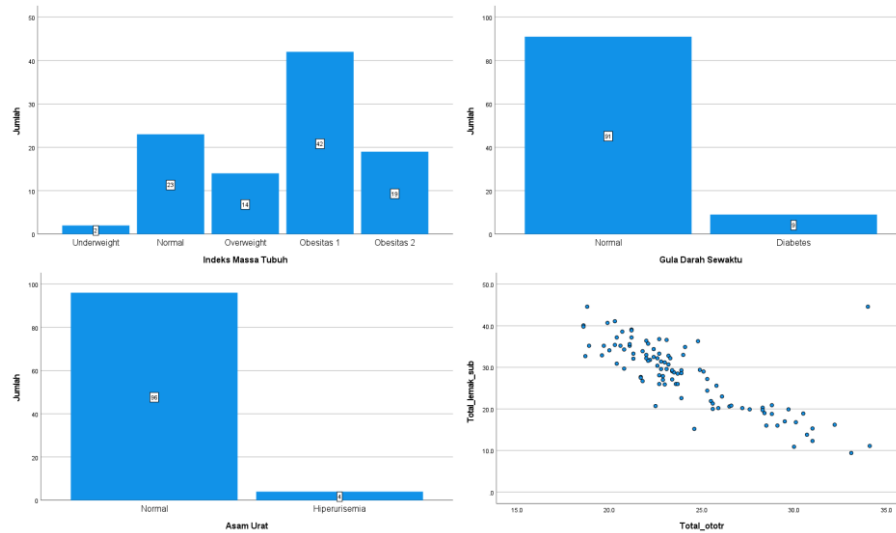 Jumlah
50
40
30
20
10
0
2
23
14
42
19
Underweight Normal Overweight Obesitas 1 Obesitas 2
Indeks Massa Tubuh
Jumlah
100
80
60
40
20
0
91
9
Normal Diabetes
Gula Darah Sewaktu
Jumlah
100
80
60
40
20
0
96
4
Normal Hiperurisemia
Asam Urat
Total_lemak_sub
50.0
40.0
30.0
20.0
10.0
.0
15.0 20.0 25.0 30.0 35.0
Total_ototr